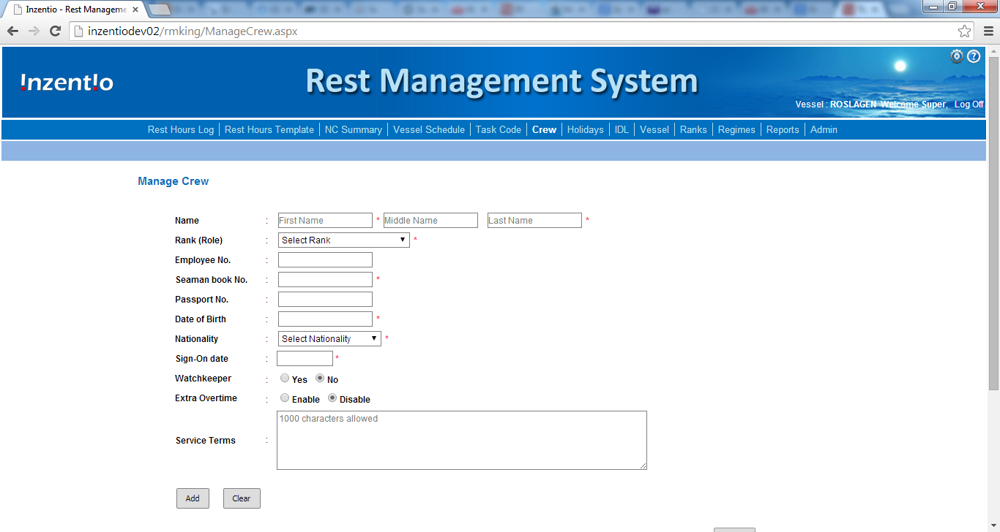 Inzentio - Rest Manageme
inzentiodev02/rmking/ManageCrew.aspx
!nzent!o
Rest Management System
Vessel : ROSLAGEN Welcome Super, Log Off
Rest Hours Log | Rest Hours Template | NC Summary | Vessel Schedule | Task Code | Crew | Holidays | IDL | Vessel | Ranks | Regimes | Reports | Admin
Manage Crew
Name : First Name * Middle Name Last Name *
Rank (Role) : Select Rank *
Employee No. :
Seaman book No. : *
Passport No. :
Date of Birth : *
Nationality : Select Nationality *
Sign-On date : *
Watchkeeper : Yes No
Extra Overtime : Enable Disable
1000 characters allowed
Service Terms :
Add Clear